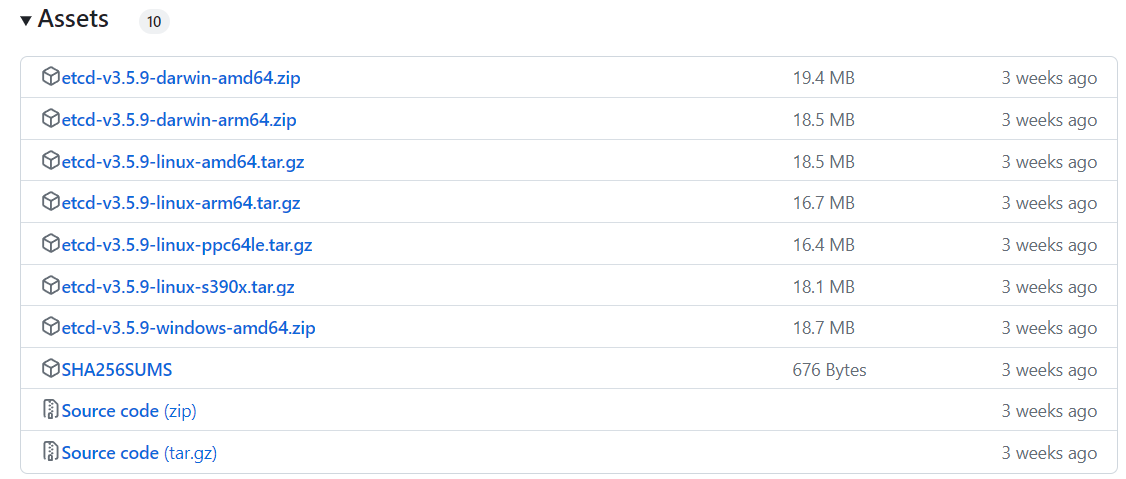 Assets 10
etcd-v3.5.9-darwin-amd64.zip 19.4 MB 3 weeks ago
etcd-v3.5.9-darwin-arm64.zip 18.5 MB 3 weeks ago
etcd-v3.5.9-linux-amd64.tar.gz 18.5 MB 3 weeks ago
etcd-v3.5.9-linux-arm64.tar.gz 16.7 MB 3 weeks ago
etcd-v3.5.9-linux-ppc64le.tar.gz 16.4 MB 3 weeks ago
etcd-v3.5.9-linux-s390x.tar.gz 18.1 MB 3 weeks ago
etcd-v3.5.9-windows-amd64.zip 18.7 MB 3 weeks ago
SHA256SUMS 676 Bytes 3 weeks ago
Source code (zip) 3 weeks ago
Source code (tar.gz) 3 weeks ago